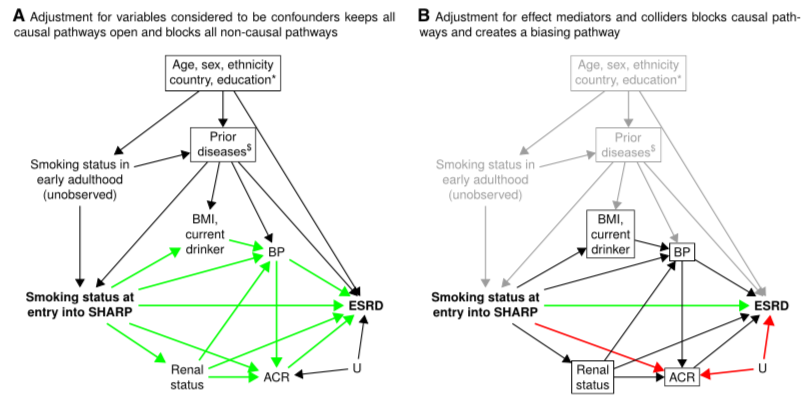 A Adjustment for variables considered to be confounders keeps all
causal pathways open and blocks all non-causal pathways
Age, sex, ethnicity
country, education*
Prior
diseases$
Smoking status in
early adulthood
(unobserved)
BMI,
current
drinker
BP
Smoking status at
entry into SHARP
ESRD
Renal
status
ACR
U
B Adjustment for effect mediators and colliders blocks causal path-
ways and creates a biasing pathway
Age, sex, ethnicity
country, education*
Prior
diseases$
Smoking status in
early adulthood
(unobserved)
BMI,
current
drinker
BP
Smoking status at
entry into SHARP
ESRD
Renal
status
ACR
U